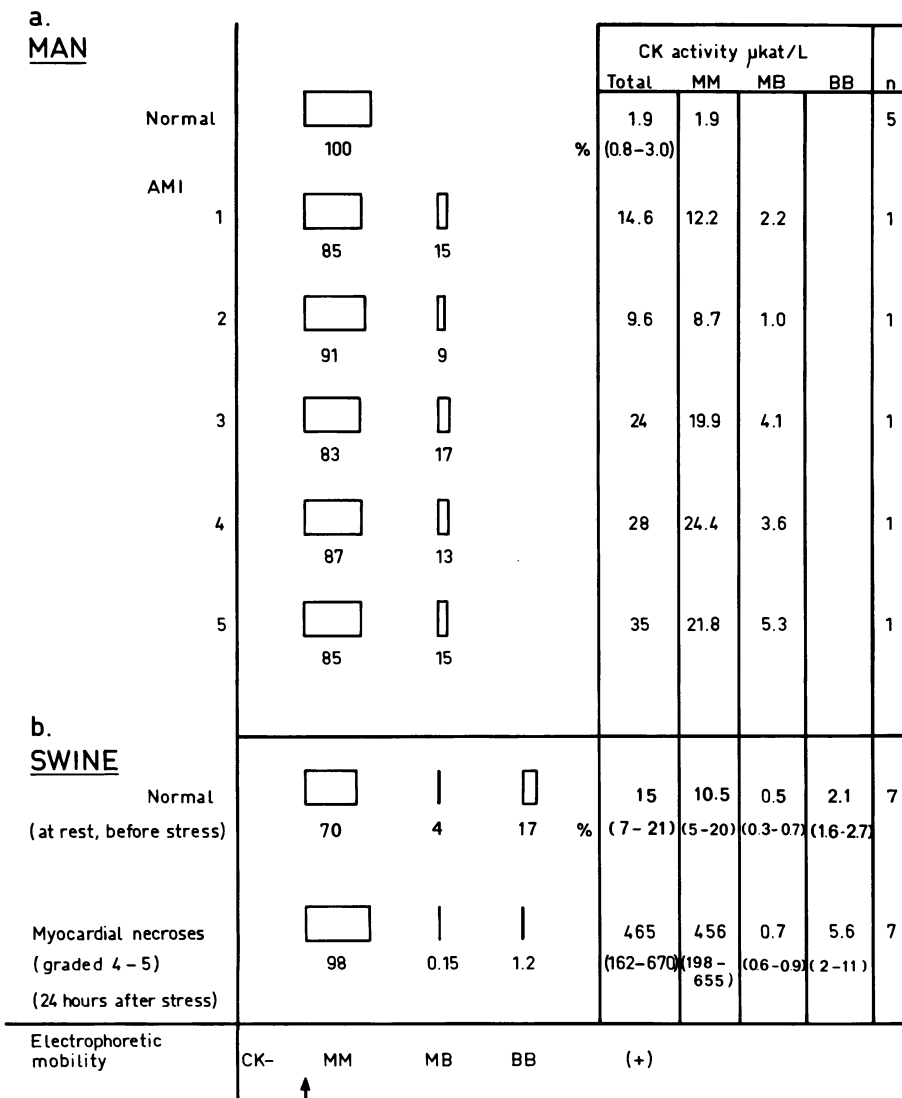 a.
MAN
CK activity µkat/L
Total MM MB BB n
Normal 1.9 1.9 5
100 % (0.8-3.0)
AMI
1 14.6 12.2 2.2 1
85 15
2 9.6 8.7 1.0 1
91 9
3 24 19.9 4.1 1
83 17
4 28 24.4 3.6 1
87 13
5 35 21.8 5.3 1
85 15
b.
SWINE
Normal 15 10.5 0.5 2.1 7
(at rest, before stress) 70 4 17 % (7-21) (5-20) (0.3-0.7) (1.6-2.7)
Myocardial necroses 465 456 0.7 5.6 7
(graded 4-5) 98 0.15 1.2 (162-670) (198-655) (0.6-0.9) (2-11)
(24 hours after stress)
Electrophoretic
mobility CK- MM MB BB (+)